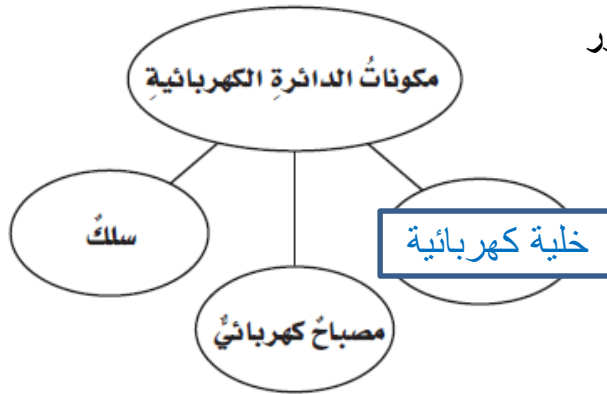 مكوناتُ الدائرةِ الكهربائيةِ
خلية كهربائية
سلكٌ
مصباحٌ كهربائيٌّ